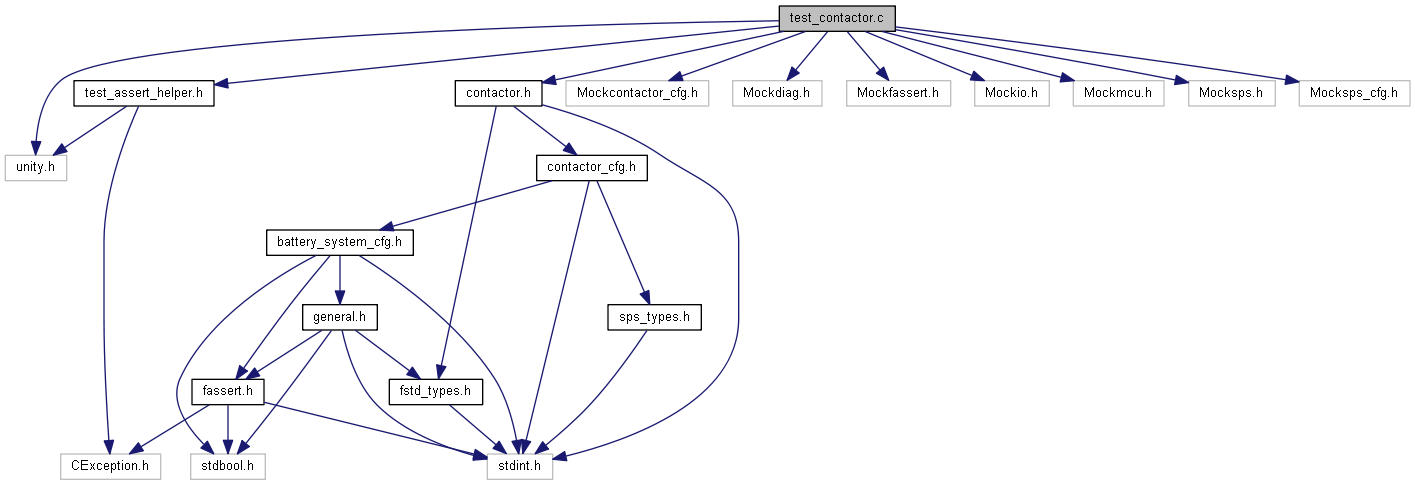 test_contactor.c
test_assert_helper.h
contactor.h
Mockcontactor_cfg.h
Mockdiag.h
Mockfassert.h
Mockio.h
Mockmcu.h
Mocksps.h
Mocksps_cfg.h
unity.h
contactor_cfg.h
battery_system_cfg.h
general.h
sps_types.h
fassert.h
fstd_types.h
CException.h
stdbool.h
stdint.h